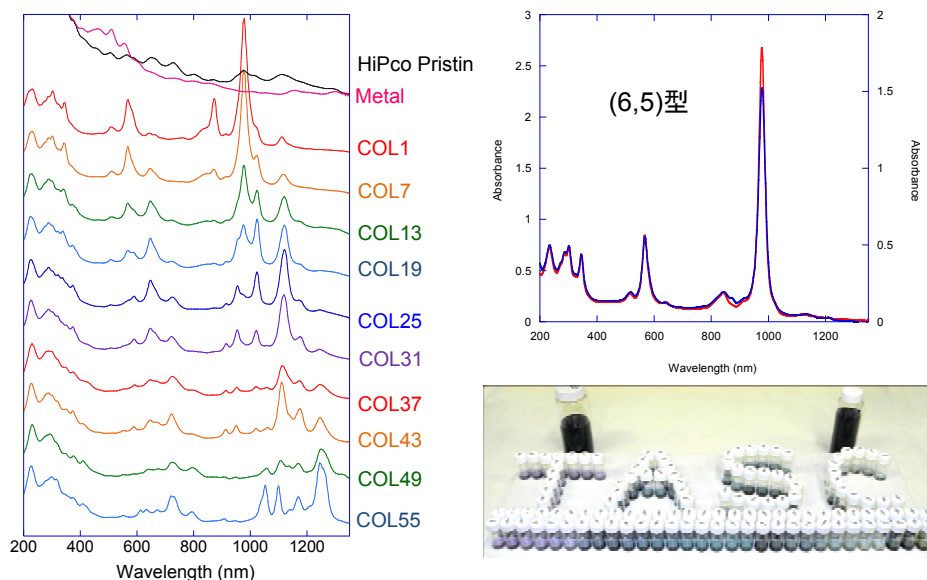 HiPco Pristin
Metal
COL1
COL7
COL13
COL19
COL25
COL31
COL37
COL43
COL49
COL55
200 400 600 800 1000 1200
Wavelength (nm)
(6,5)型
3
2.5
2
1.5
1
0.5
0
Absorbance
2
1.5
1
0.5
0
Absorbance
200 400 600 800 1000 1200
Wavelength (nm)
IASC